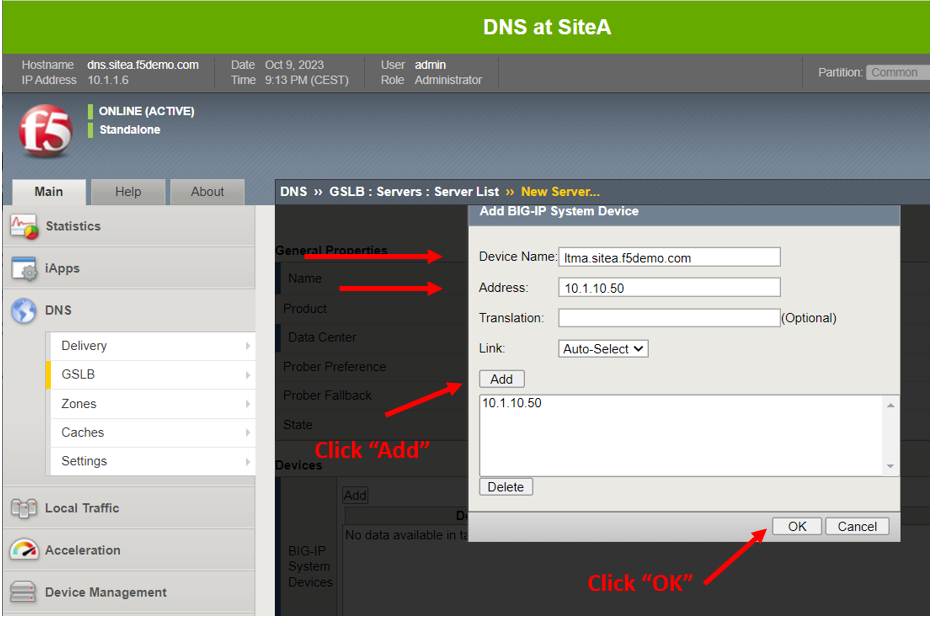 DNS at SiteA
Hostname dns.sitea.f5demo.com Date Oct 9, 2023 User admin
IP Address 10.1.1.6 Time 9:13 PM (CEST) Role Administrator
Partition: Common
f5
ONLINE (ACTIVE)
Standalone
Main Help About
DNS ›› GSLB : Servers : Server List ›› New Server...
Statistics
iApps
DNS
Delivery
GSLB
Zones
Caches
Settings
Local Traffic
Acceleration
Device Management
General Properties
Name
Product
Data Center
Prober Preference
Prober Fallback
State
Devices
BIG-IP
System
Devices
Add
No data available in
Add BIG-IP System Device
Device Name: ltma.sitea.f5demo.com
Address: 10.1.10.50
Translation: (Optional)
Link: Auto-Select
Add
10.1.10.50
Delete
OK Cancel
Click “Add”
Click “OK”